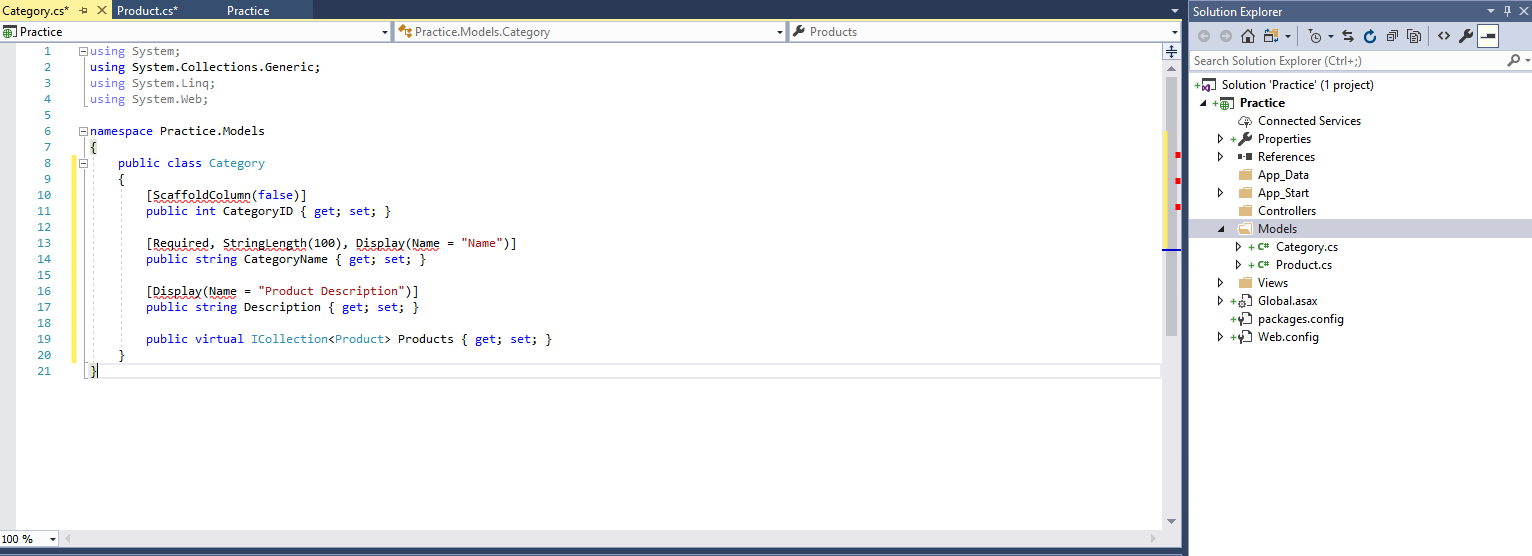 Category.cs*
Product.cs*
Practice
Practice
Practice.Models.Category
Products
1 using System;
2 using System.Collections.Generic;
3 using System.Linq;
4 using System.Web;
5
6 namespace Practice.Models
7 {
8 public class Category
9 {
10 [ScaffoldColumn(false)]
11 public int CategoryID { get; set; }
12
13 [Required, StringLength(100), Display(Name = "Name")]
14 public string CategoryName { get; set; }
15
16 [Display(Name = "Product Description")]
17 public string Description { get; set; }
18
19 public virtual ICollection<Product> Products { get; set; }
20 }
21 }
100 %
Solution Explorer
Search Solution Explorer (Ctrl+;)
Solution 'Practice' (1 project)
Practice
Connected Services
Properties
References
App_Data
App_Start
Controllers
Models
C# Category.cs
C# Product.cs
Views
Global.asax
packages.config
Web.config